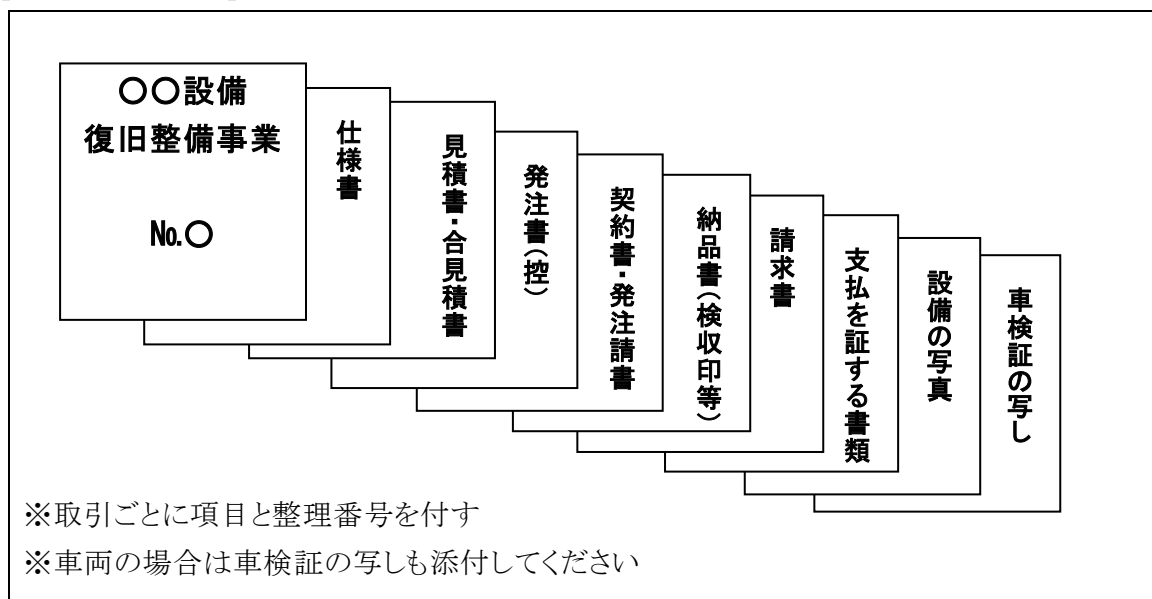 〇〇設備
復旧整備事業
No.〇
仕様書
見積書・合見積書
発注書(控)
契約書・発注請書
納品書(検収印等)
請求書
支払を証する書類
設備の写真
車検証の写し
※取引ごとに項目と整理番号を付す
※車両の場合は車検証の写しも添付してください